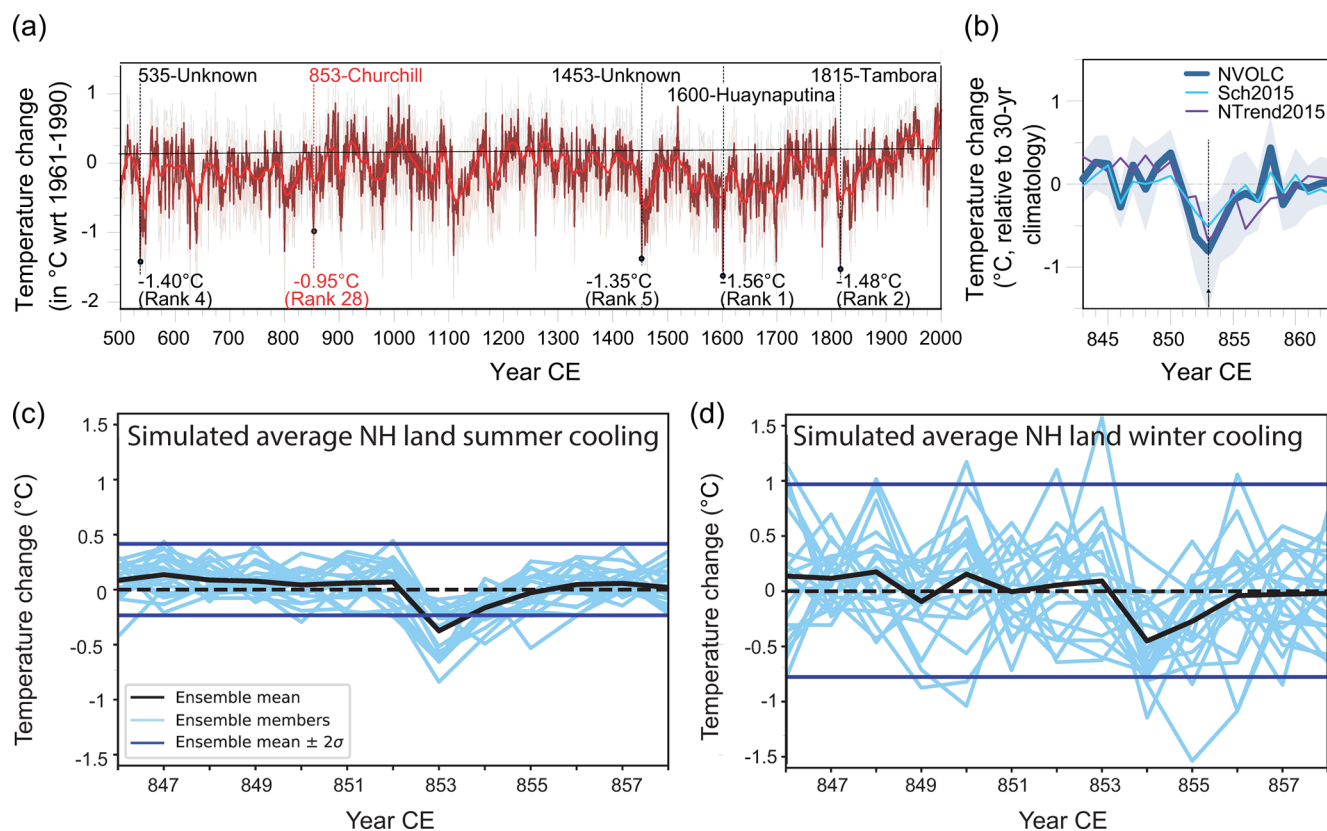 (a)
535-Unknown
853-Churchill
1453-Unknown
1815-Tambora
1600-Huaynaputina
Temperature change
(in °C wrt 1961-1990)
1
0
-1
-2
-1.40°C
(Rank 4)
-0.95°C
(Rank 28)
-1.35°C
(Rank 5)
-1.56°C
(Rank 1)
-1.48°C
(Rank 2)
500 600 700 800 900 1000 1100 1200 1300 1400 1500 1600 1700 1800 1900 2000
Year CE
(b)
NVOLC
Sch2015
NTrend2015
Temperature change
(°C, relative to 30-yr
climatology)
1
0
-1
845 850 855 860
Year CE
(c)
Simulated average NH land summer cooling
Temperature change (°C)
1.5
1
0.5
0
-0.5
-1
-1.5
Ensemble mean
Ensemble members
Ensemble mean ± 2σ
847 849 851 853 855 857
Year CE
(d)
Simulated average NH land winter cooling
Temperature change (°C)
1.5
1
0.5
0
-0.5
-1
-1.5
847 849 851 853 855 857
Year CE